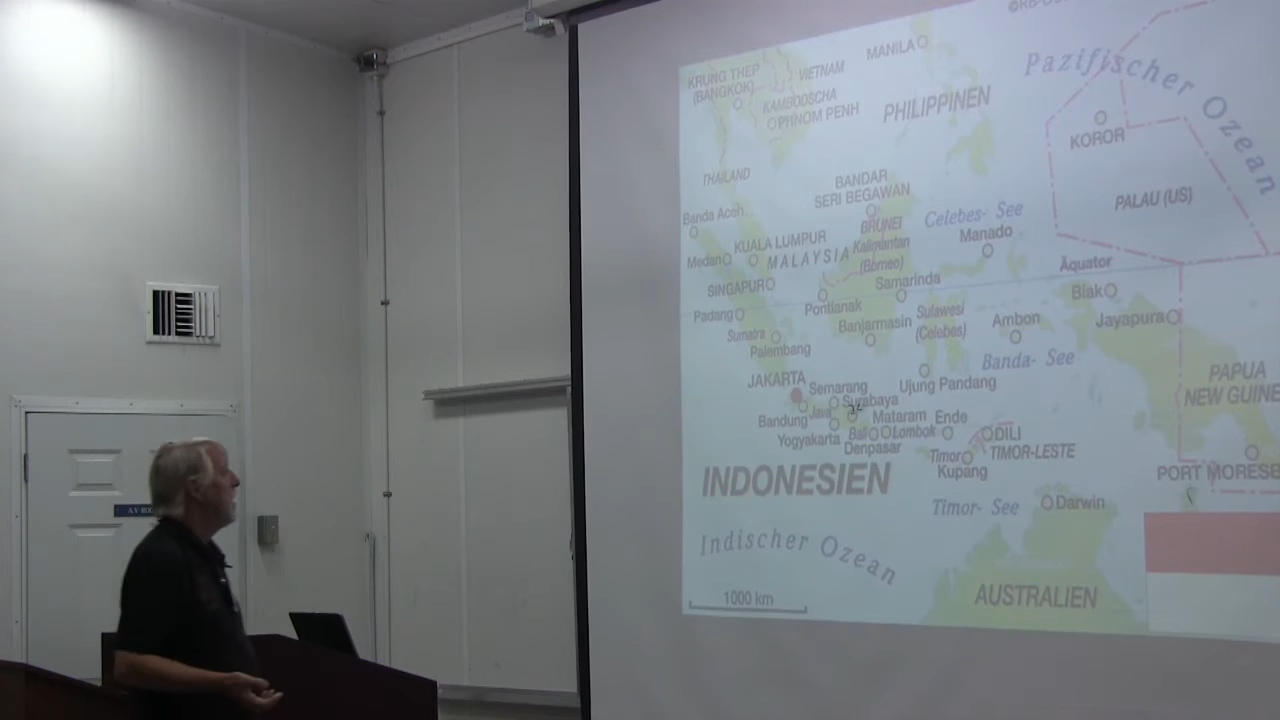 MANILA
Pazifischer Ozean
KRUNG THEP
(BANGKOK)
VIETNAM
KAMBODSCHA
PHNOM PENH
PHILIPPINEN
KOROR
PALAU (US)
THAILAND
BANDAR
SERI BEGAWAN
BRUNEI
Celebes- See
Manado
Banda Aceh
KUALA LUMPUR
MALAYSIA
Kalimantan
(Borneo)
Medan
Äquator
SINGAPUR
Samarinda
Biak
Padang
Pontianak
Sulawesi
(Celebes)
Ambon
Jayapura
Sumatra
Banjarmasin
Palembang
Banda- See
JAKARTA
Semarang
Ujung Pandang
PAPUA
NEW GUINE
Surabaya
Bandung
Java
Mataram
Ende
Yogyakarta
Bali
Lombok
DILI
Denpasar
Timor
TIMOR-LESTE
Kupang
INDONESIEN
PORT MORESB
Timor- See
Darwin
Indischer Ozean
1000 km
AUSTRALIEN